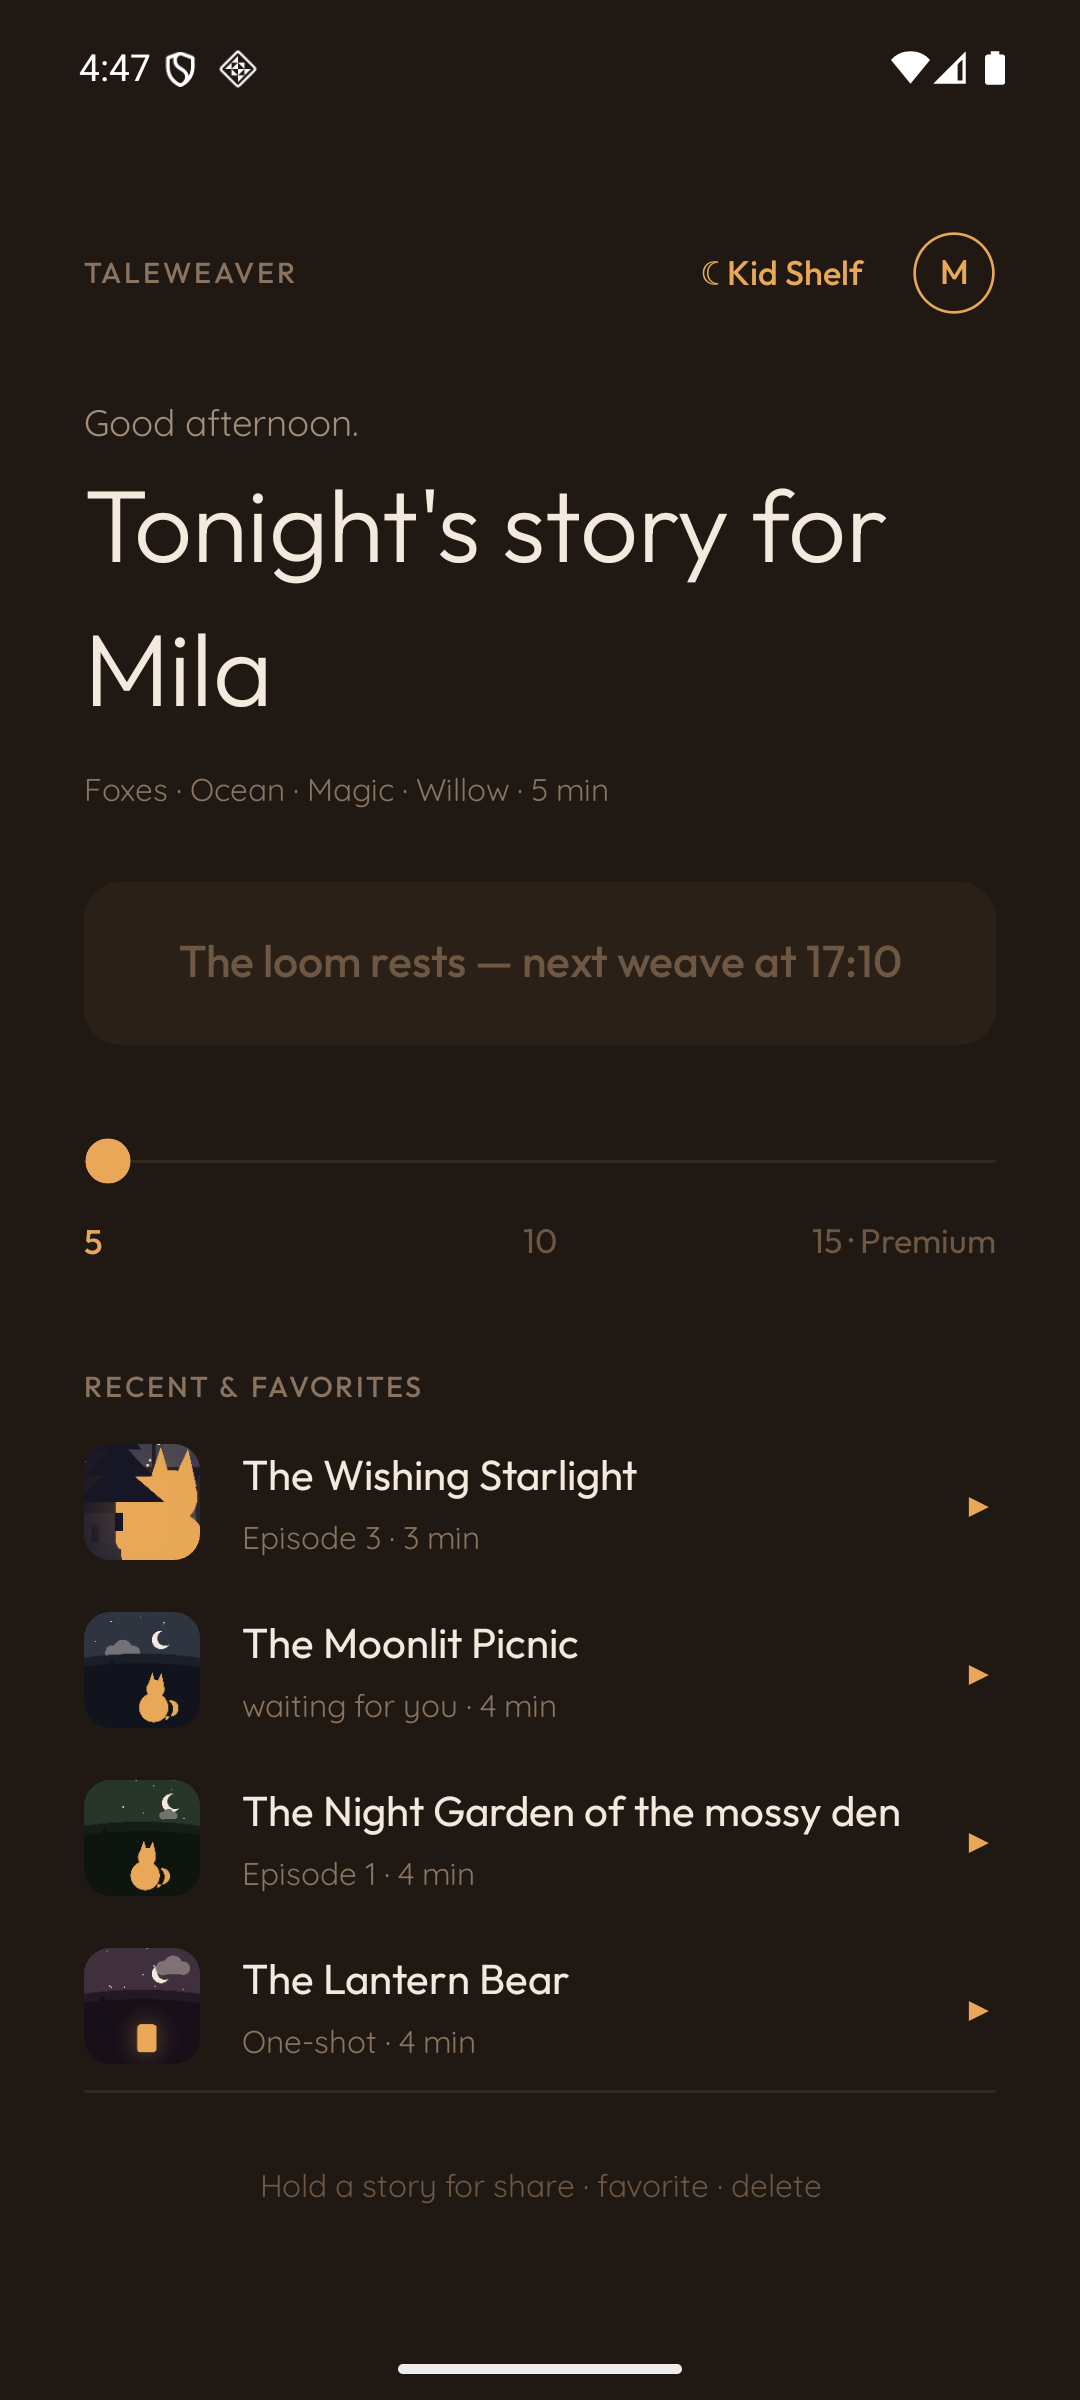 4:47
TALEWEAVER
☾ Kid Shelf
M
Good afternoon.
Tonight's story for
Mila
Foxes · Ocean · Magic · Willow · 5 min
The loom rests — next weave at 17:10
5
10
15 · Premium
RECENT & FAVORITES
The Wishing Starlight
Episode 3 · 3 min
The Moonlit Picnic
waiting for you · 4 min
The Night Garden of the mossy den
Episode 1 · 4 min
The Lantern Bear
One-shot · 4 min
Hold a story for share · favorite · delete